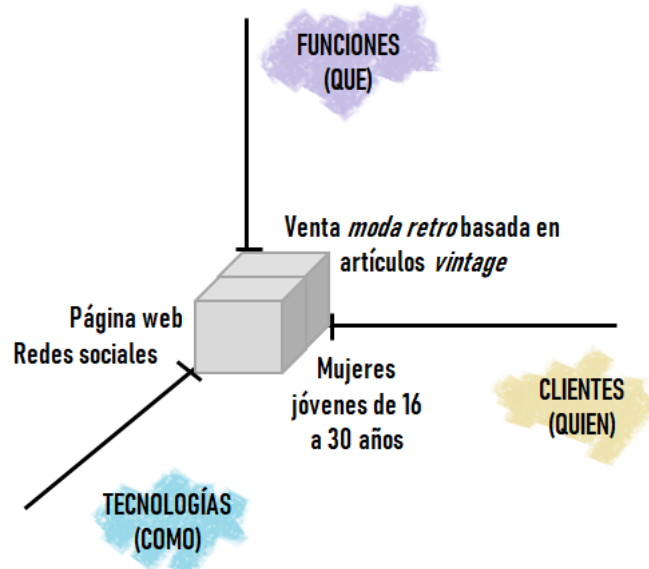 FUNCIONES
(QUE)
Venta moda retro basada en
artículos vintage
Página web
Redes sociales
Mujeres
jóvenes de 16
a 30 años
CLIENTES
(QUIEN)
TECNOLOGÍAS
(COMO)